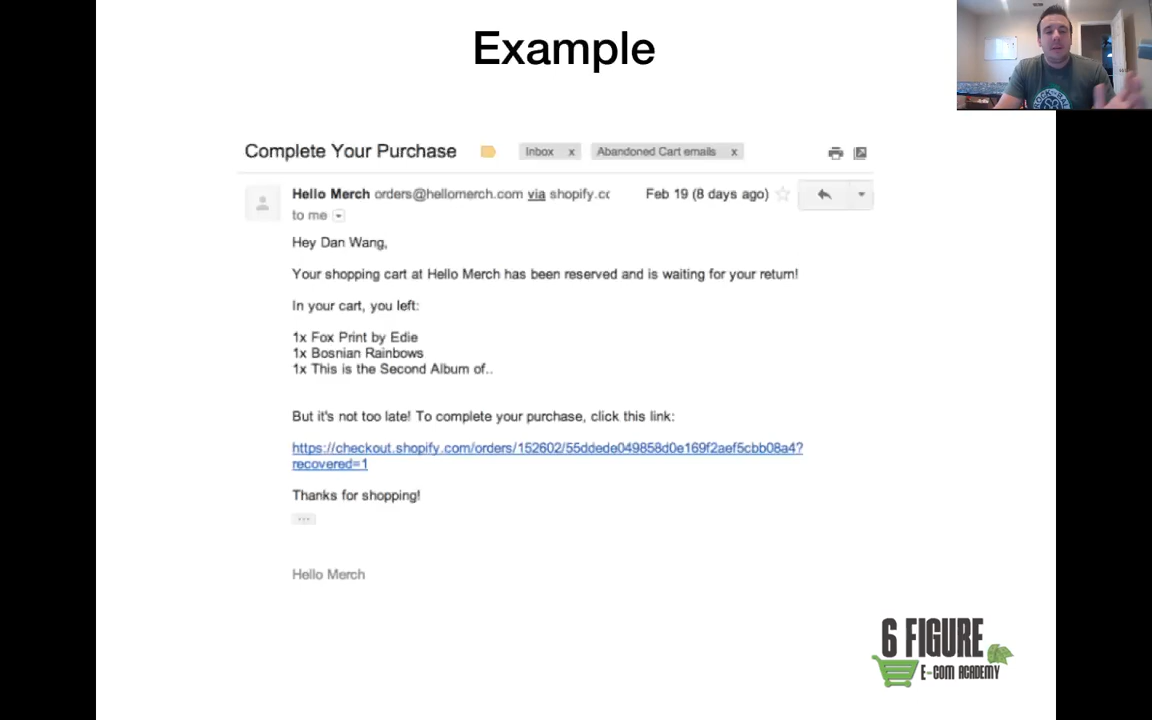 Example
Complete Your Purchase
Inbox x
Abandoned Cart emails x
Hello Merch orders@hellomerch.com via shopify.cc
Feb 19 (8 days ago)
to me
Hey Dan Wang,
Your shopping cart at Hello Merch has been reserved and is waiting for your return!
In your cart, you left:
1x Fox Print by Edie
1x Bosnian Rainbows
1x This is the Second Album of..
But it's not too late! To complete your purchase, click this link:
https://checkout.shopify.com/orders/152602/55ddede049858d0e169f2aef5cbb08a4?
recovered=1
Thanks for shopping!
...
Hello Merch
6 FIGURE
E-COM ACADEMY